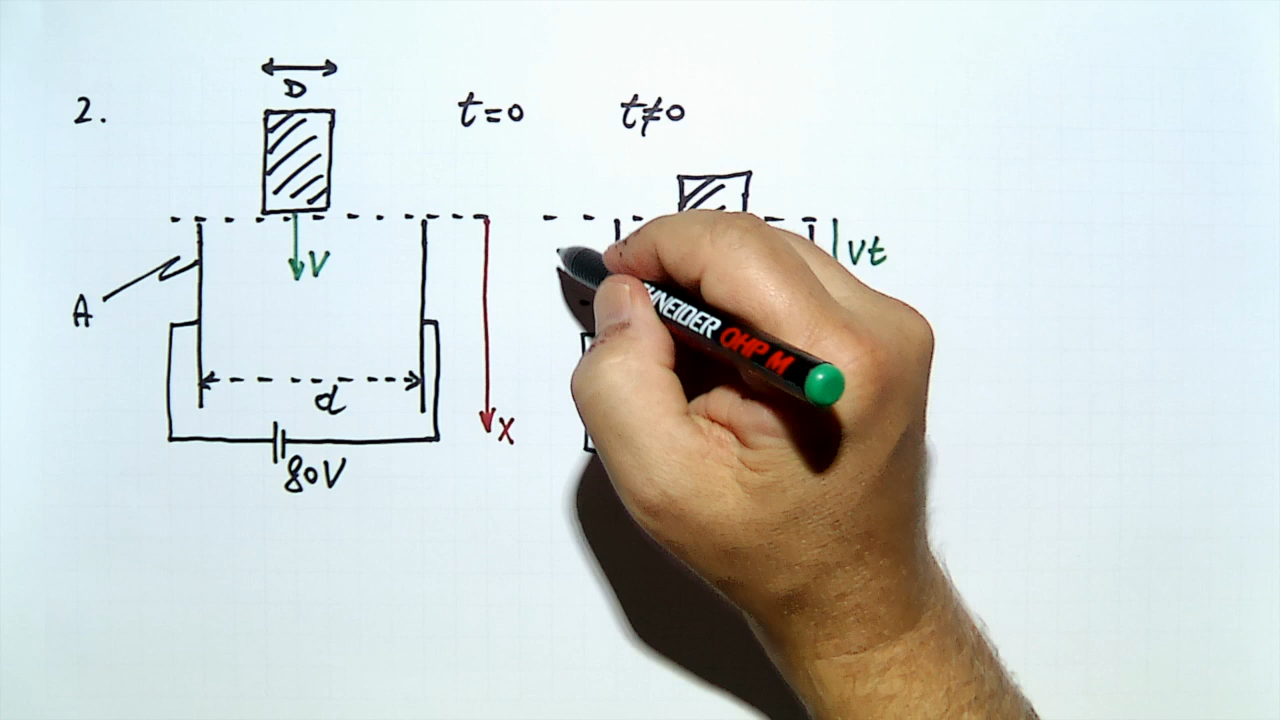 2.
D
t=0
t≠0
V
Vt
A
d
X
80V
SCHNEIDER OHP M